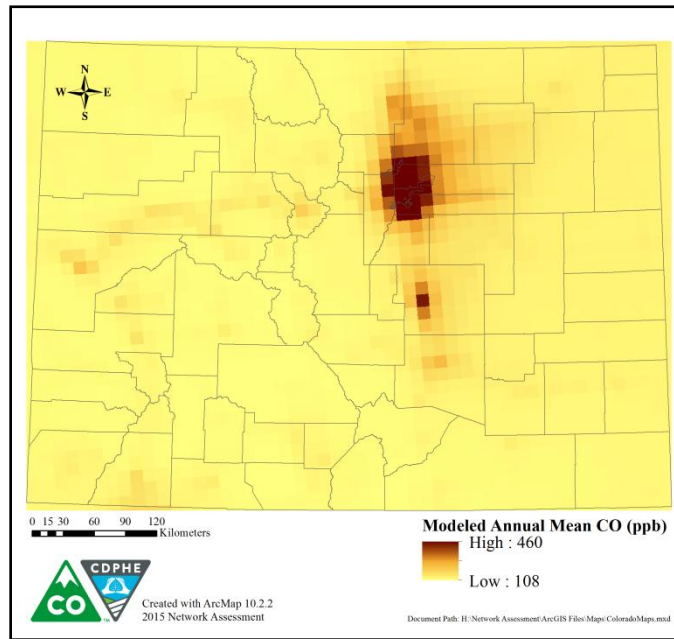 N
W E
S
0 15 30 60 90 120
Kilometers
Modeled Annual Mean CO (ppb)
High : 460
Low : 108
CO
TM
CDPHE
Created with ArcMap 10.2.2
2015 Network Assessment
Document Path: H:\Network Assessment\ArcGIS Files\Maps\ColoradoMaps.mxd